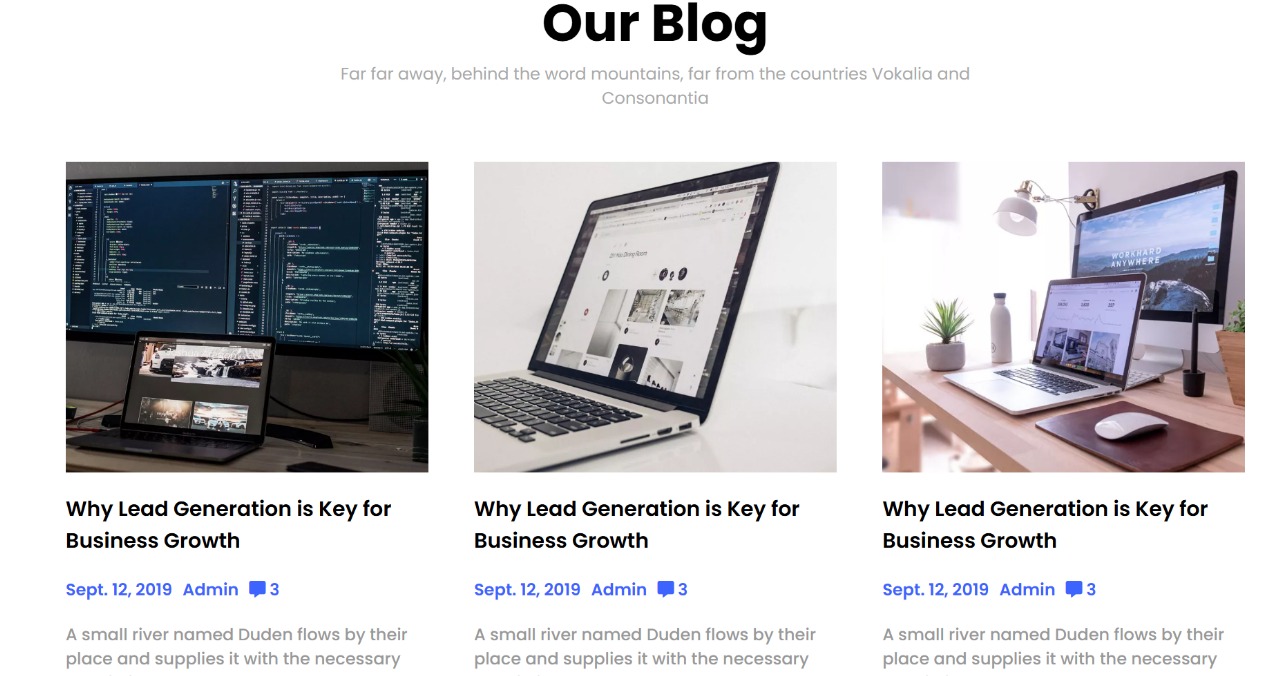 Our Blog
Far far away, behind the word mountains, far from the countries Vokalia and
Consonantia
WORKHARD
ANYWHERE
Why Lead Generation is Key for
Business Growth
Sept. 12, 2019 Admin 3
A small river named Duden flows by their
place and supplies it with the necessary
Why Lead Generation is Key for
Business Growth
Sept. 12, 2019 Admin 3
A small river named Duden flows by their
place and supplies it with the necessary
Why Lead Generation is Key for
Business Growth
Sept. 12, 2019 Admin 3
A small river named Duden flows by their
place and supplies it with the necessary